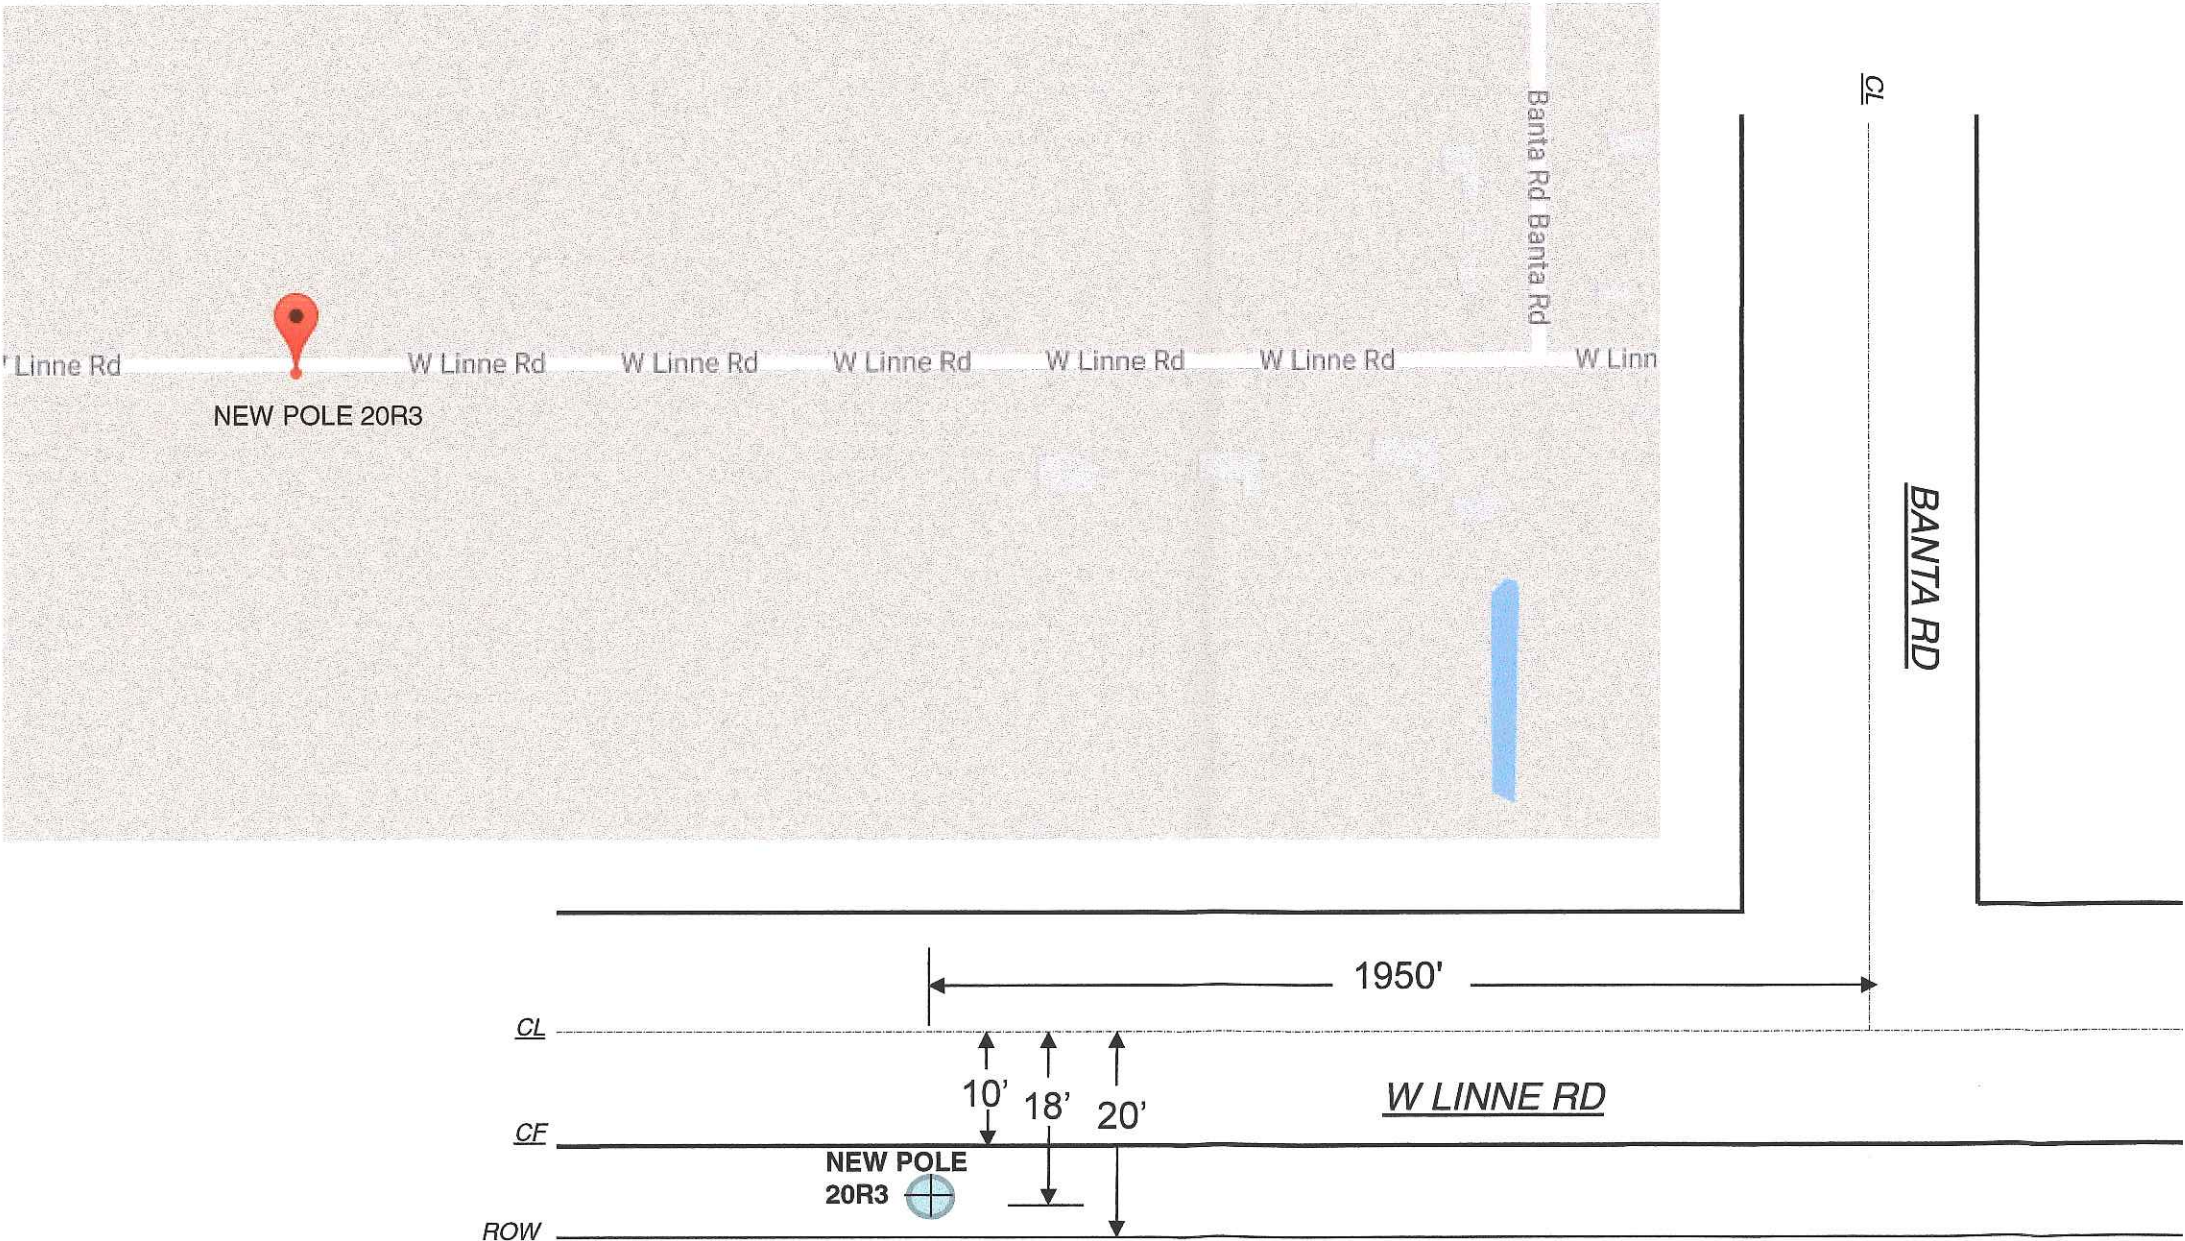 CL
Banta Rd
Banta Rd
BANTA RD
Linne Rd
W Linne Rd
W Linne Rd
W Linne Rd
W Linne Rd
W Linne Rd
W Linn
NEW POLE 20R3
1950'
CL
10’
18’
20’
W LINNE RD
CF
NEW POLE
20R3
ROW